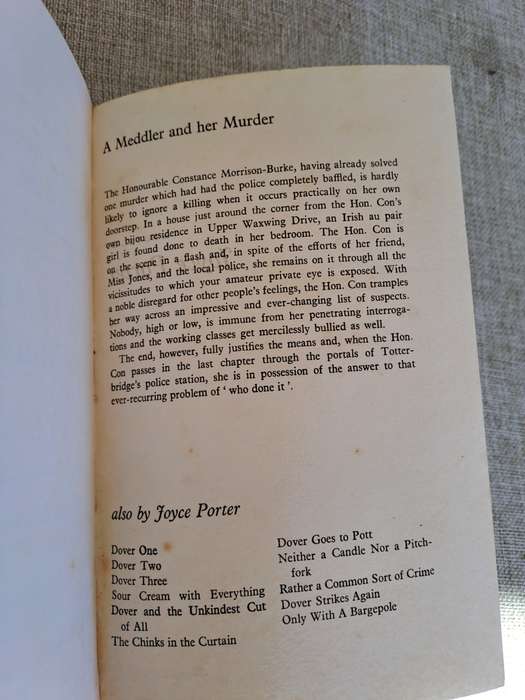 A Meddler and her Murder
The Honourable Constance Morrison-Burke, having already solved
one murder which had had the police completely baffled, is hardly
likely to ignore a killing when it occurs practically on her own
doorstep. In a house just around the corner from the Hon. Con's
own bijou residence in Upper Waxwing Drive, an Irish au pair
girl is found done to death in her bedroom. The Hon. Con is
on the scene in a flash and, in spite of the efforts of her friend,
Miss Jones, and the local police, she remains on it through all the
vicissitudes to which your amateur private eye is exposed. With
a noble disregard for other people's feelings, the Hon. Con tramples
her way across an impressive and ever-changing list of suspects.
Nobody, high or low, is immune from her penetrating interroga-
tions and the working classes get mercilessly bullied as well.
The end, however, fully justifies the means and, when the Hon.
Con passes in the last chapter through the portals of Totter-
bridge's police station, she is in possession of the answer to that
ever-recurring problem of ' who done it '.
also by Joyce Porter
Dover One
Dover Two
Dover Three
Sour Cream with Everything
Dover and the Unkindest Cut
of All
The Chinks in the Curtain
Dover Goes to Pott
Neither a Candle Nor a Pitch-
fork
Rather a Common Sort of Crime
Dover Strikes Again
Only With A Bargepole